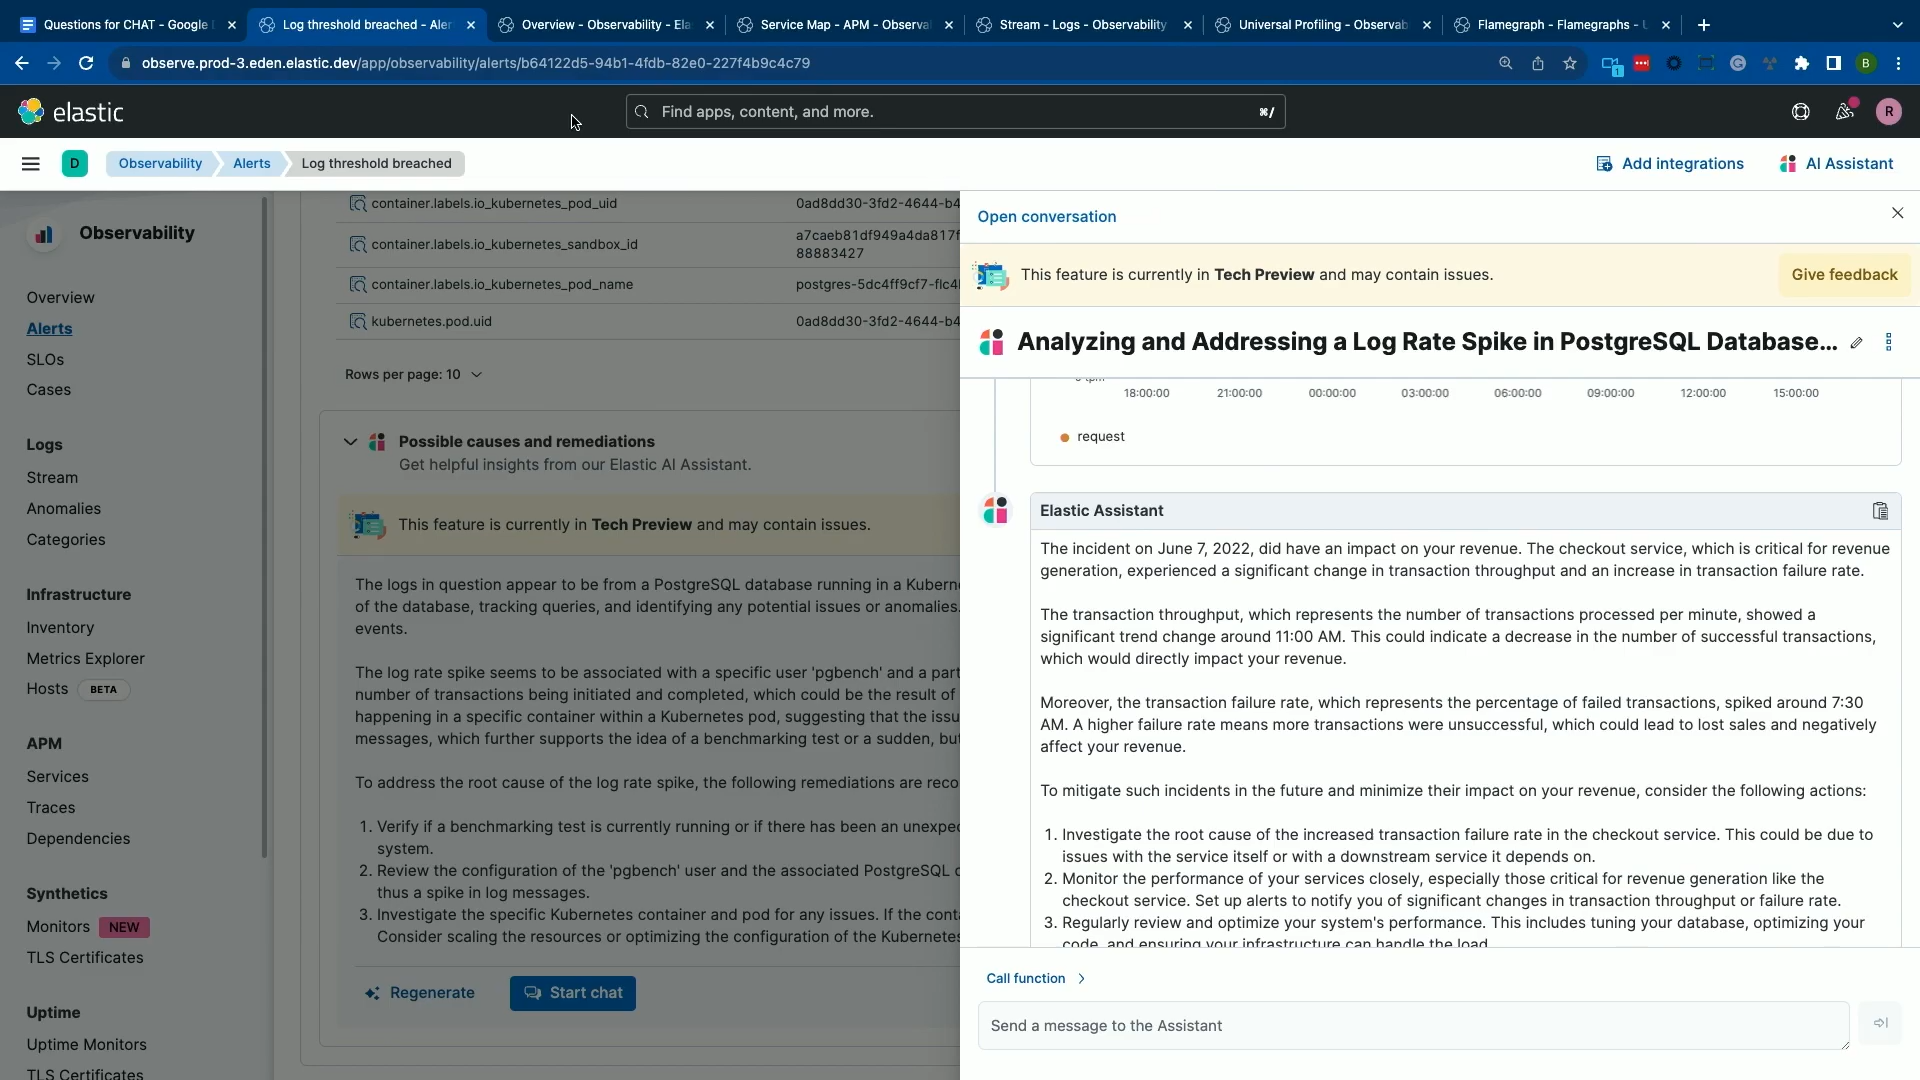 Questions for CHAT - Google
Log threshold breached - Aler
Overview - Observability - Ela
Service Map - APM - Observa
Stream - Logs - Observability
Universal Profiling - Observab
Flamegraph - Flamegraphs - U
observe.prod-3.eden.elastic.dev/app/observability/alerts/b64122d5-94b1-4fdb-82e0-227f4b9c4c79
1
B
elastic
Find apps, content, and more.
⌘/
R
D
Observability
Alerts
Log threshold breached
Add integrations
AI Assistant
Observability
Overview
Alerts
SLOs
Cases
Logs
Stream
Anomalies
Categories
Infrastructure
Inventory
Metrics Explorer
Hosts BETA
APM
Services
Traces
Dependencies
Synthetics
Monitors NEW
TLS Certificates
Uptime
Uptime Monitors
TLS Certificates
container.labels.io_kubernetes_pod_uid
0ad8dd30-3fd2-4644-b4
container.labels.io_kubernetes_sandbox_id
a7caeb81df949a4da817f
88883427
container.labels.io_kubernetes_pod_name
postgres-5dc4ff9cf7-flc4
kubernetes.pod.uid
0ad8dd30-3fd2-4644-b4
Rows per page: 10
Possible causes and remediations
Get helpful insights from our Elastic AI Assistant.
This feature is currently in Tech Preview and may contain issues.
The logs in question appear to be from a PostgreSQL database running in a Kubern
of the database, tracking queries, and identifying any potential issues or anomalies.
events.
The log rate spike seems to be associated with a specific user 'pgbench' and a part
number of transactions being initiated and completed, which could be the result of
happening in a specific container within a Kubernetes pod, suggesting that the issu
messages, which further supports the idea of a benchmarking test or a sudden, bu
To address the root cause of the log rate spike, the following remediations are reco
1. Verify if a benchmarking test is currently running or if there has been an unexpec
system.
2. Review the configuration of the 'pgbench' user and the associated PostgreSQL c
thus a spike in log messages.
3. Investigate the specific Kubernetes container and pod for any issues. If the cont
Consider scaling the resources or optimizing the configuration of the Kubernetes
Regenerate
Start chat
Open conversation
This feature is currently in Tech Preview and may contain issues.
Give feedback
Analyzing and Addressing a Log Rate Spike in PostgreSQL Database...
18:00:00
21:00:00
00:00:00
03:00:00
06:00:00
09:00:00
12:00:00
15:00:00
request
Elastic Assistant
The incident on June 7, 2022, did have an impact on your revenue. The checkout service, which is critical for revenue
generation, experienced a significant change in transaction throughput and an increase in transaction failure rate.
The transaction throughput, which represents the number of transactions processed per minute, showed a
significant trend change around 11:00 AM. This could indicate a decrease in the number of successful transactions,
which would directly impact your revenue.
Moreover, the transaction failure rate, which represents the percentage of failed transactions, spiked around 7:30
AM. A higher failure rate means more transactions were unsuccessful, which could lead to lost sales and negatively
affect your revenue.
To mitigate such incidents in the future and minimize their impact on your revenue, consider the following actions:
1. Investigate the root cause of the increased transaction failure rate in the checkout service. This could be due to
issues with the service itself or with a downstream service it depends on.
2. Monitor the performance of your services closely, especially those critical for revenue generation like the
checkout service. Set up alerts to notify you of significant changes in transaction throughput or failure rate.
3. Regularly review and optimize your system's performance. This includes tuning your database, optimizing your
code, and ensuring your infrastructure can handle the load.
Call function
Send a message to the Assistant